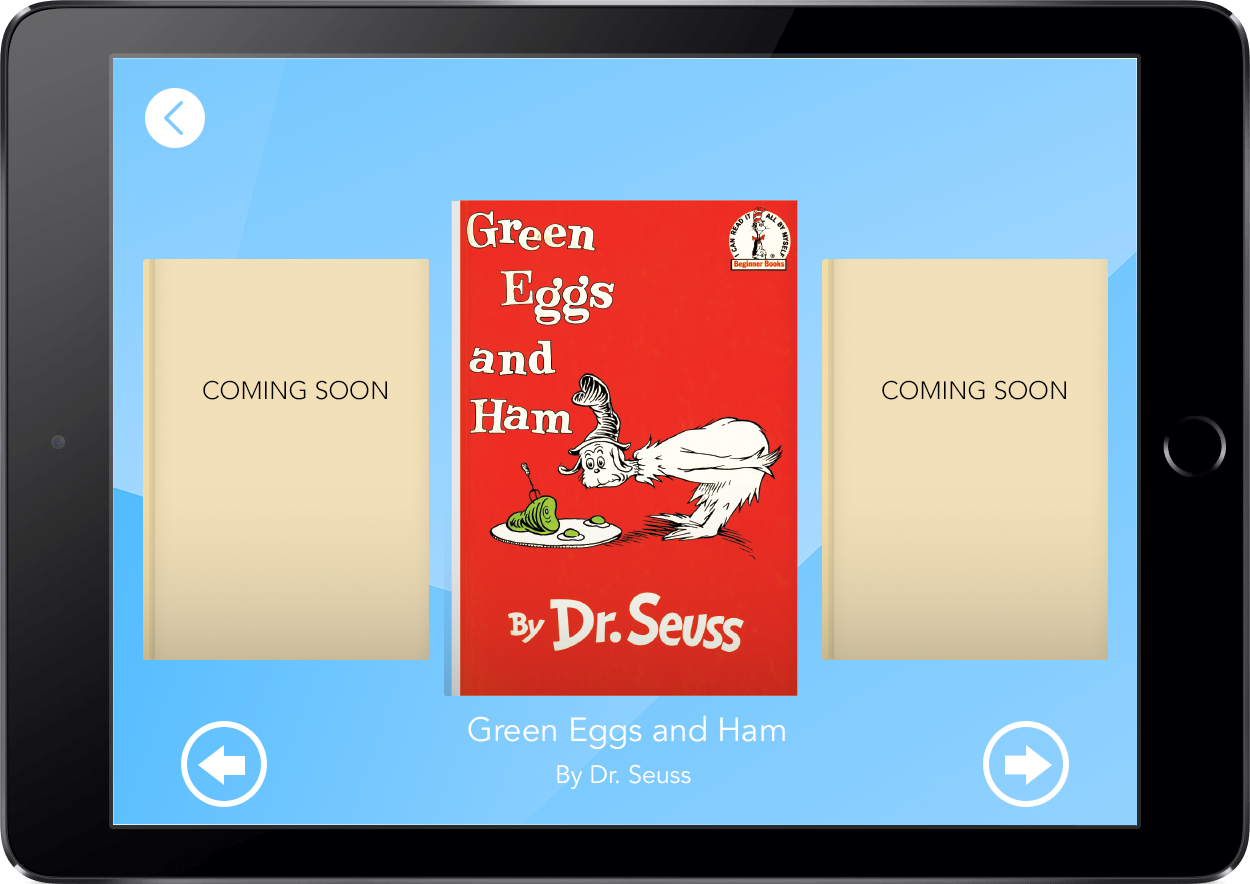 Green
Eggs
and
Ham
I CAN READ IT ALL BY MYSELF
Beginner Books
COMING SOON
COMING SOON
By Dr. Seuss
Green Eggs and Ham
By Dr. Seuss